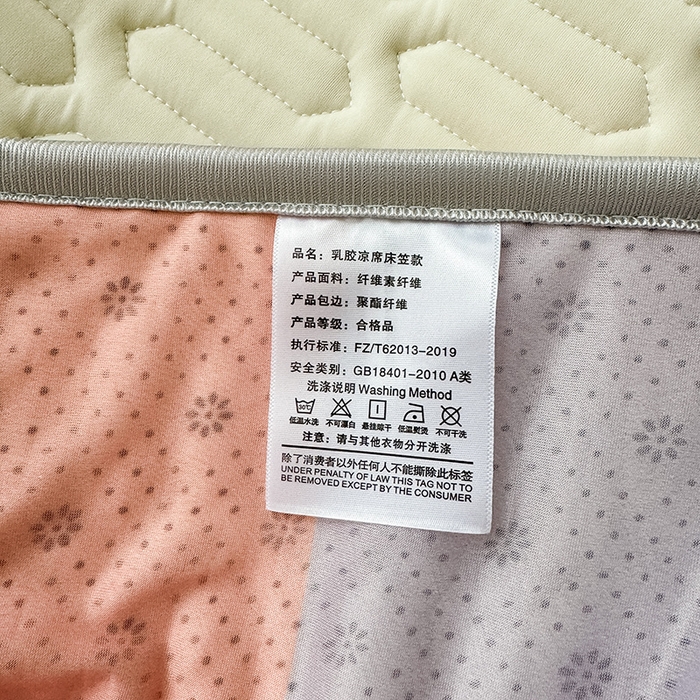 品名：乳胶凉席床笠款
产品面料：纤维素纤维
产品包边：聚酯纤维
产品等级：合格品
执行标准：FZ/T62013-2019
安全类别：GB18401-2010 A类
洗涤说明 Washing Method
30℃
低温水洗 不可漂白 悬挂晾干 低温熨烫 不可干洗
注意：请与其他衣物分开洗涤
除了消费者以外任何人不能撕除此标签
UNDER PENALTY OF LAW THIS TAG NOT TO
BE REMOVED EXCEPT BY THE CONSUMER